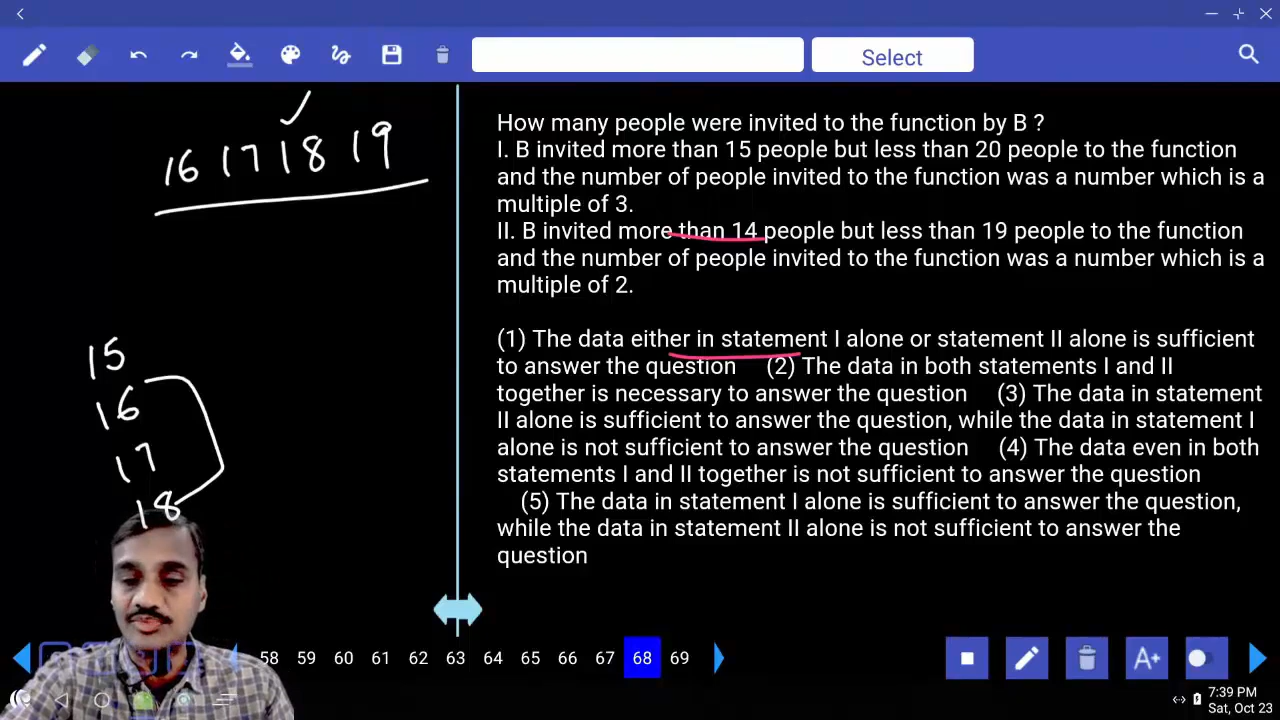 Select
16 17 18 19
How many people were invited to the function by B ?
I. B invited more than 15 people but less than 20 people to the function
and the number of people invited to the function was a number which is a
multiple of 3.
II. B invited more than 14 people but less than 19 people to the function
and the number of people invited to the function was a number which is a
multiple of 2.
(1) The data either in statement I alone or statement II alone is sufficient
to answer the question (2) The data in both statements I and II
together is necessary to answer the question (3) The data in statement
II alone is sufficient to answer the question, while the data in statement I
alone is not sufficient to answer the question (4) The data even in both
statements I and II together is not sufficient to answer the question
(5) The data in statement I alone is sufficient to answer the question,
while the data in statement II alone is not sufficient to answer the
question
15
16
17
18
58 59 60 61 62 63 64 65 66 67 68 69
A+
7:39 PM
Sat, Oct 23